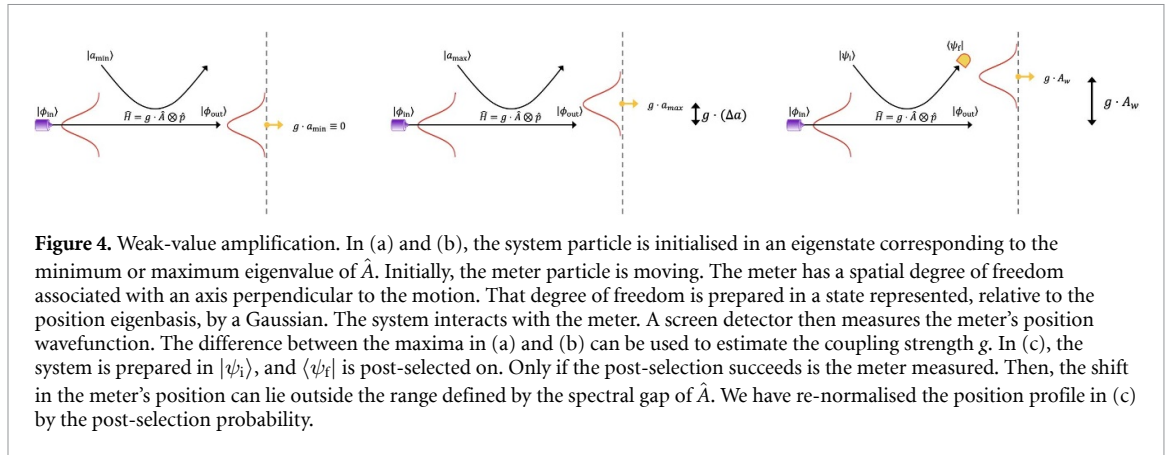 |a_min⟩
|ϕ_in⟩
Ĥ = g · Â ⊗ p̂
|ϕ_out⟩
g · a_min ≡ 0
|a_max⟩
|ϕ_in⟩
Ĥ = g · Â ⊗ p̂
|ϕ_out⟩
g · a_max
g · (Δa)
|ψ_i⟩
⟨ψ_f|
|ϕ_in⟩
Ĥ = g · Â ⊗ p̂
|ϕ_out⟩
g · A_w
g · A_w
Figure 4. Weak-value amplification. In (a) and (b), the system particle is initialised in an eigenstate corresponding to the
minimum or maximum eigenvalue of Â. Initially, the meter particle is moving. The meter has a spatial degree of freedom
associated with an axis perpendicular to the motion. That degree of freedom is prepared in a state represented, relative to the
position eigenbasis, by a Gaussian. The system interacts with the meter. A screen detector then measures the meter's position
wavefunction. The difference between the maxima in (a) and (b) can be used to estimate the coupling strength g. In (c), the
system is prepared in |ψ_i⟩, and ⟨ψ_f| is post-selected on. Only if the post-selection succeeds is the meter measured. Then, the shift
in the meter's position can lie outside the range defined by the spectral gap of Â. We have re-normalised the position profile in (c)
by the post-selection probability.